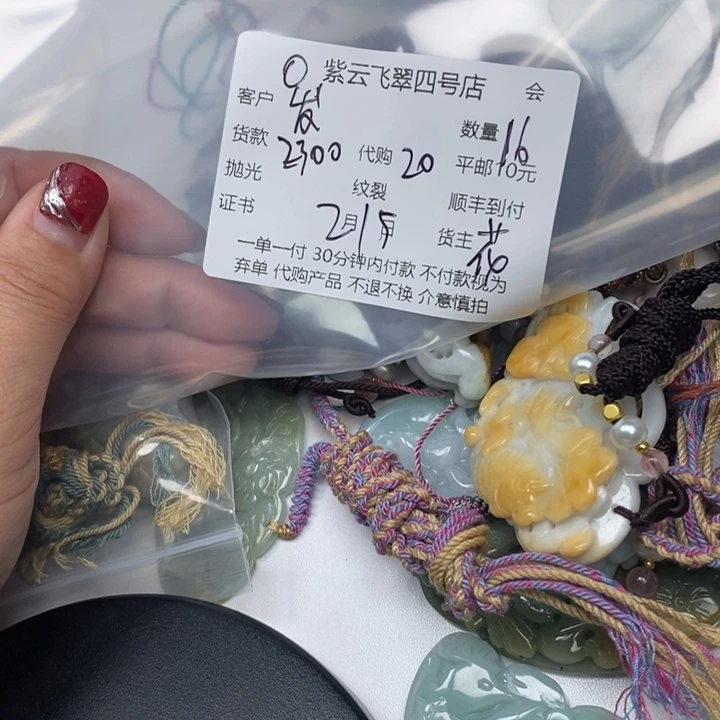 紫云飞翠四号店 会
客户 发 数量 16
货款 2300 代购 20 平邮10元
抛光 纹裂 顺丰到付
证书 2月15 货主 花
一单一付 30分钟内付款 不付款视为
弃单 代购产品 不退不换 介意慎拍